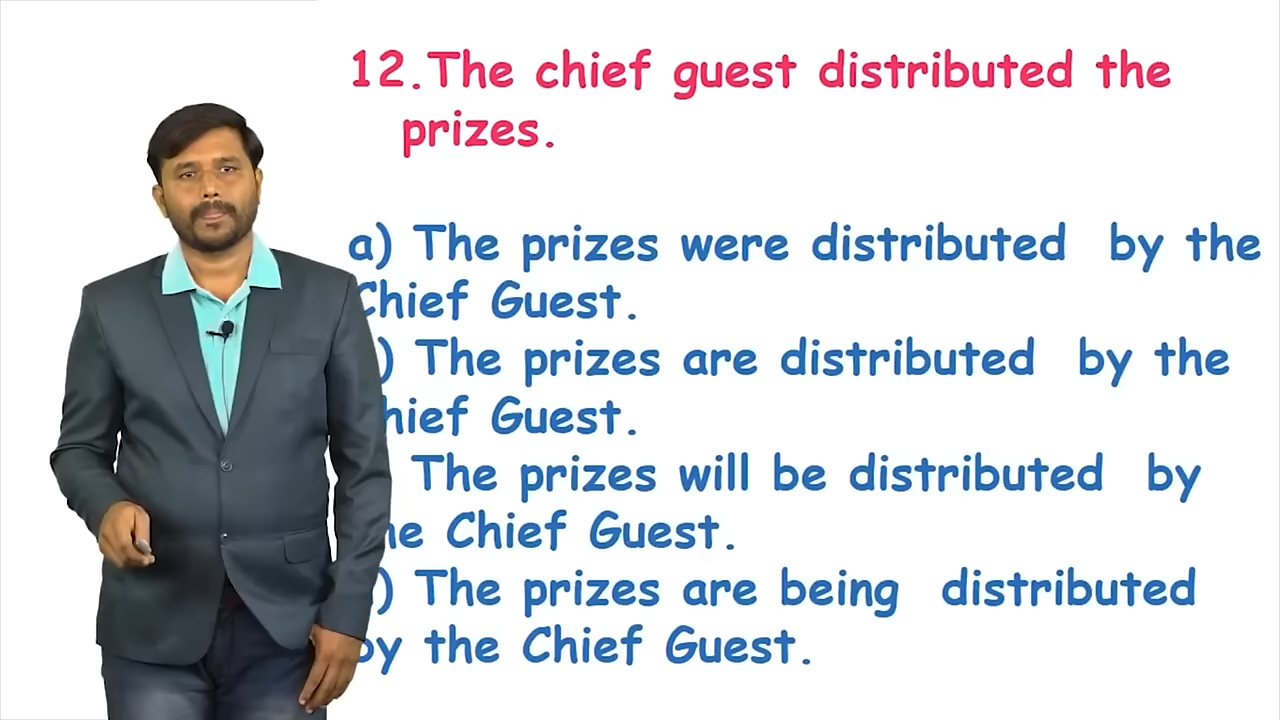 12.The chief guest distributed the
prizes.
a) The prizes were distributed by the
Chief Guest.
) The prizes are distributed by the
hief Guest.
The prizes will be distributed by
he Chief Guest.
) The prizes are being distributed
by the Chief Guest.